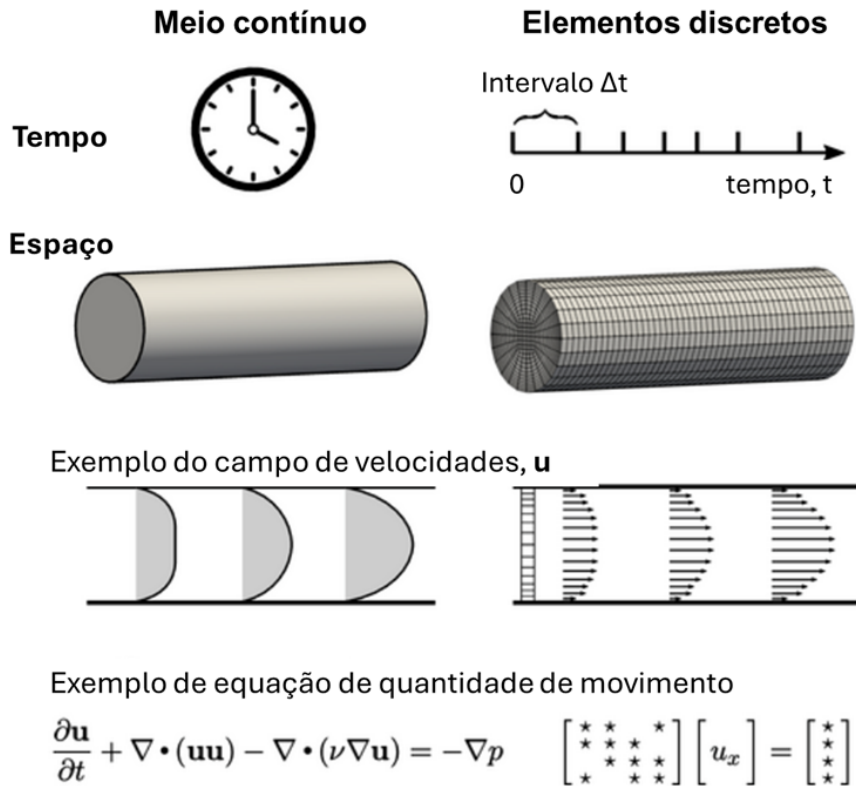 Meio contínuo Elementos discretos
Intervalo Δt
Tempo
0 tempo, t
Espaço
Exemplo do campo de velocidades, u
Exemplo de equação de quantidade de movimento
∂u/∂t + ∇•(uu) − ∇•(ν∇u) = −∇p [★ ★ ★ ★ ★ ★ ★ ★ ★ ★ ★ ★] [uₓ] = [★ ★ ★ ★]